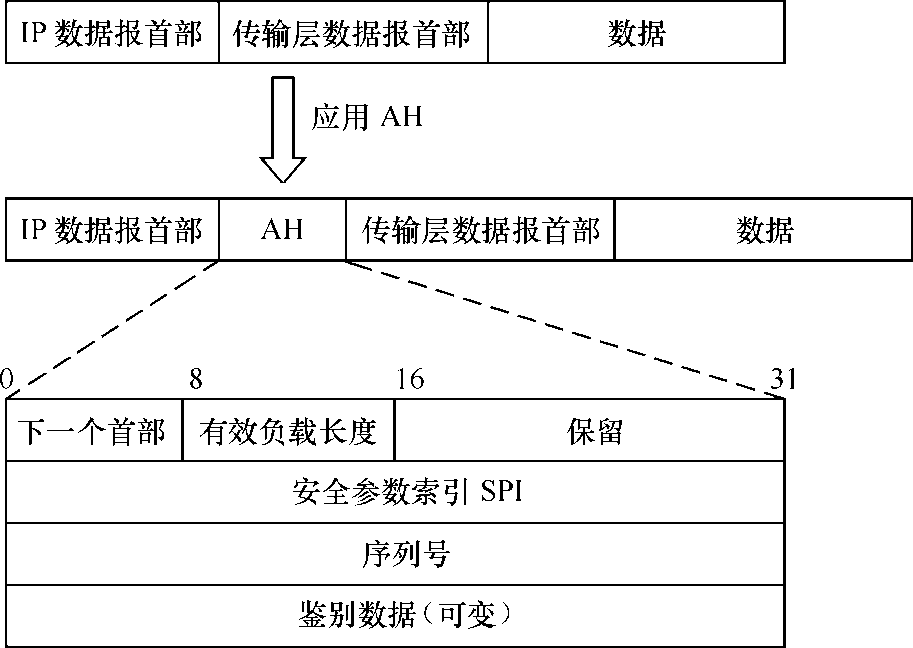 IP 数据报首部 传输层数据报首部 数据
应用 AH
IP 数据报首部 AH 传输层数据报首部 数据
0 8 16 31
下一个首部 有效负载长度 保留
安全参数索引 SPI
序列号
鉴别数据(可变)